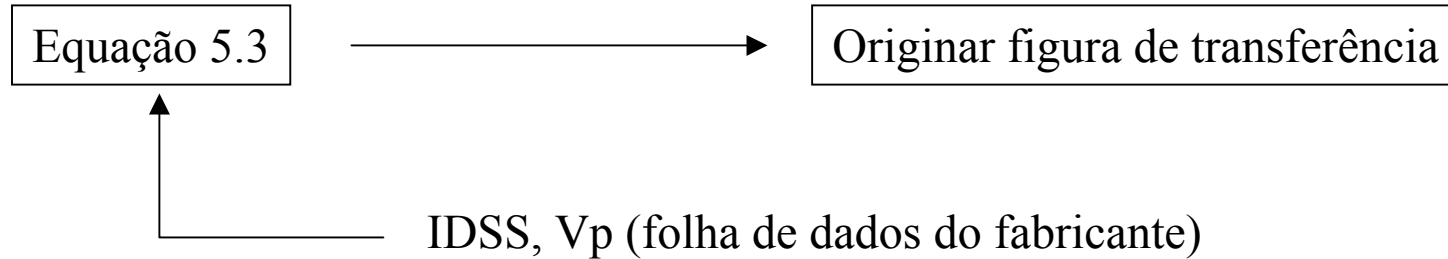 Equação 5.3
Originar figura de transferência
IDSS, Vp (folha de dados do fabricante)